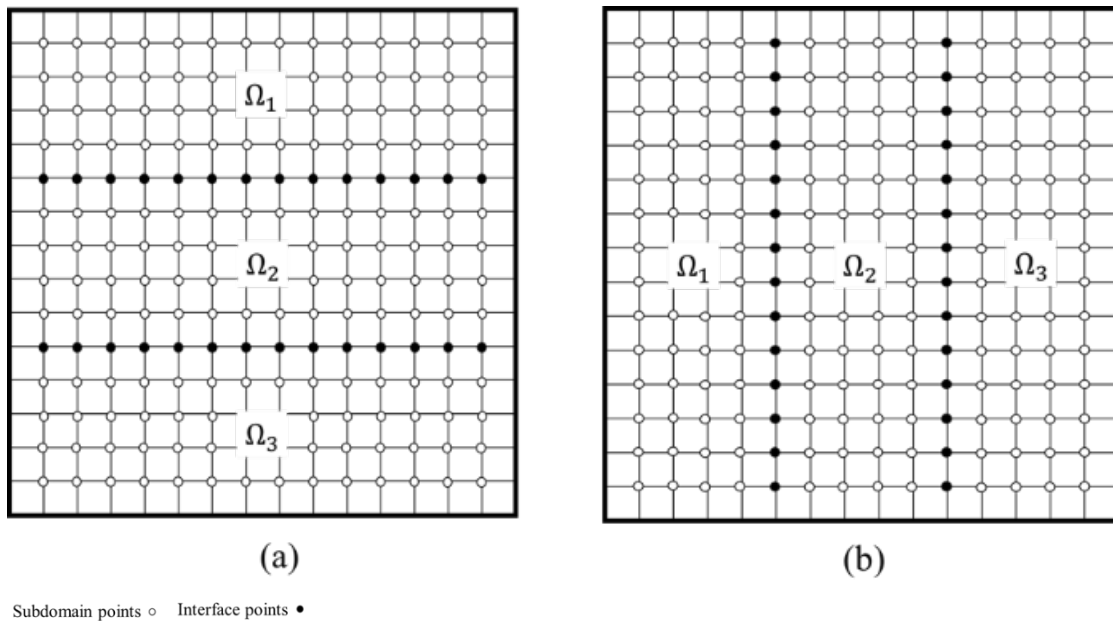 Ω₁
Ω₂
Ω₃
(a)
Ω₁ Ω₂ Ω₃
(b)
Subdomain points ○ Interface points ●